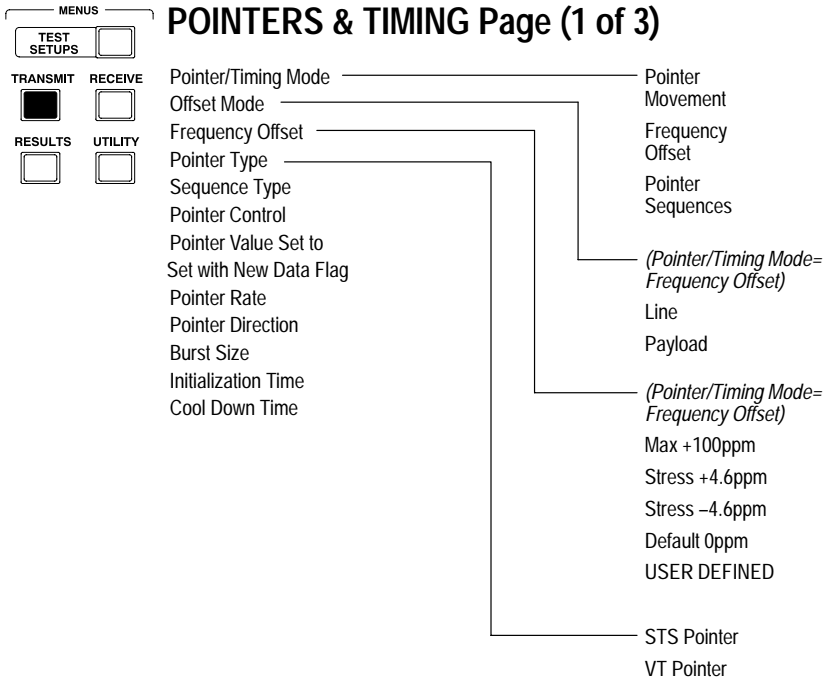 MENUS
TEST
SETUPS
TRANSMIT RECEIVE
RESULTS UTILITY
POINTERS & TIMING Page (1 of 3)
Pointer/Timing Mode
Offset Mode
Frequency Offset
Pointer Type
Sequence Type
Pointer Control
Pointer Value Set to
Set with New Data Flag
Pointer Rate
Pointer Direction
Burst Size
Initialization Time
Cool Down Time
Pointer
Movement
Frequency
Offset
Pointer
Sequences
(Pointer/Timing Mode=
Frequency Offset)
Line
Payload
(Pointer/Timing Mode=
Frequency Offset)
Max +100ppm
Stress +4.6ppm
Stress –4.6ppm
Default 0ppm
USER DEFINED
STS Pointer
VT Pointer